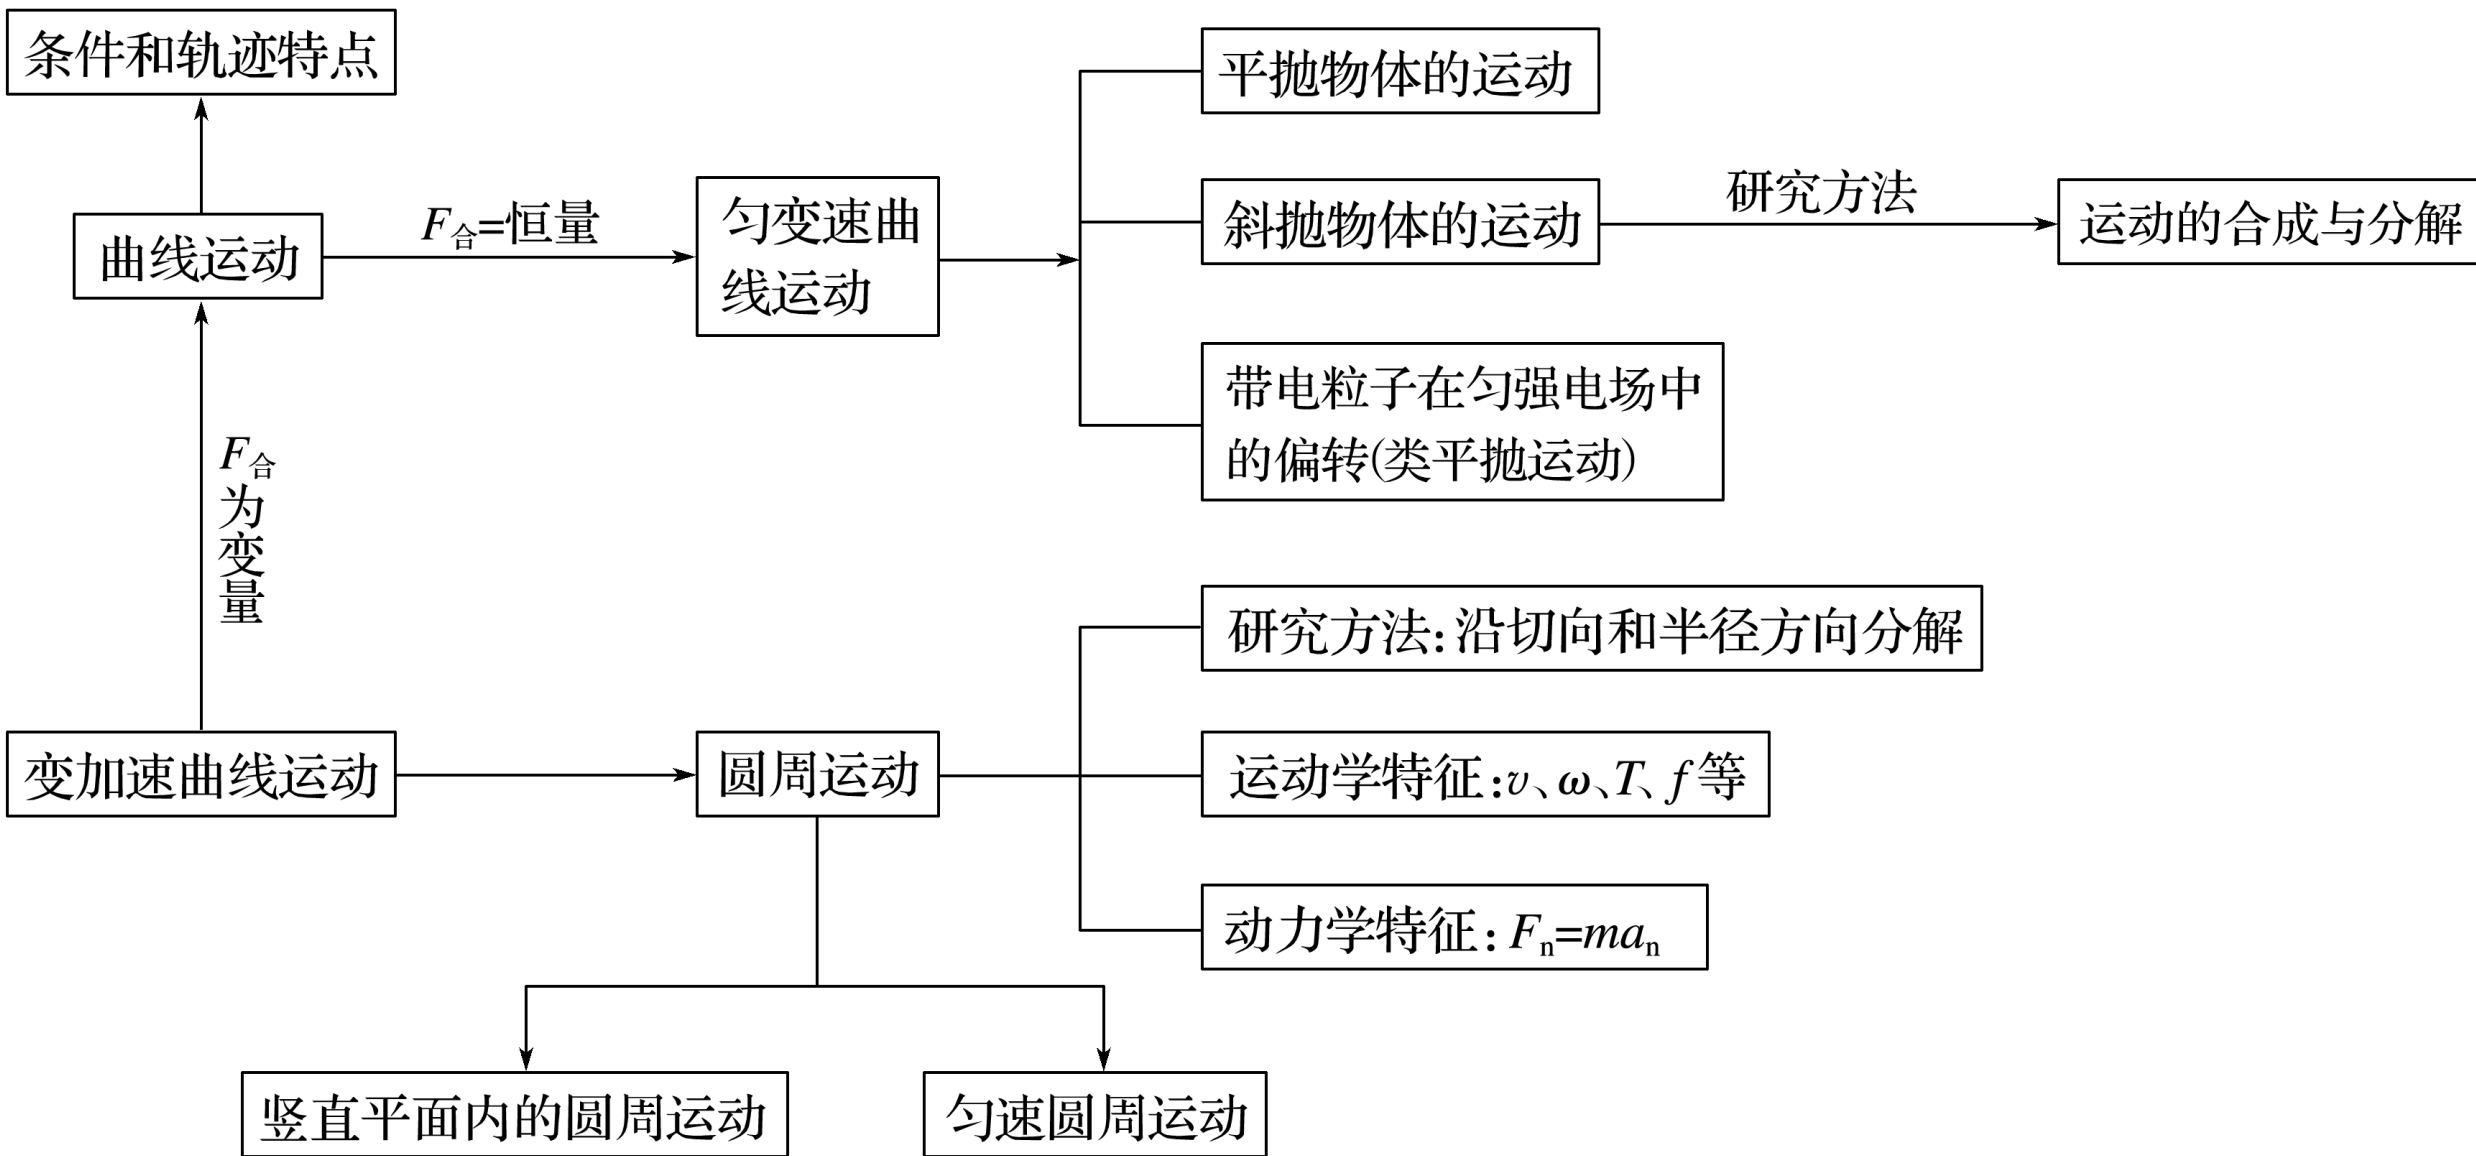 条件和轨迹特点
平抛物体的运动
曲线运动
F合=恒量
匀变速曲
线运动
斜抛物体的运动
研究方法
运动的合成与分解
带电粒子在匀强电场中
的偏转(类平抛运动)
F合
为
变
量
研究方法:沿切向和半径方向分解
变加速曲线运动
圆周运动
运动学特征:v、ω、T、f等
动力学特征:Fn=man
竖直平面内的圆周运动
匀速圆周运动